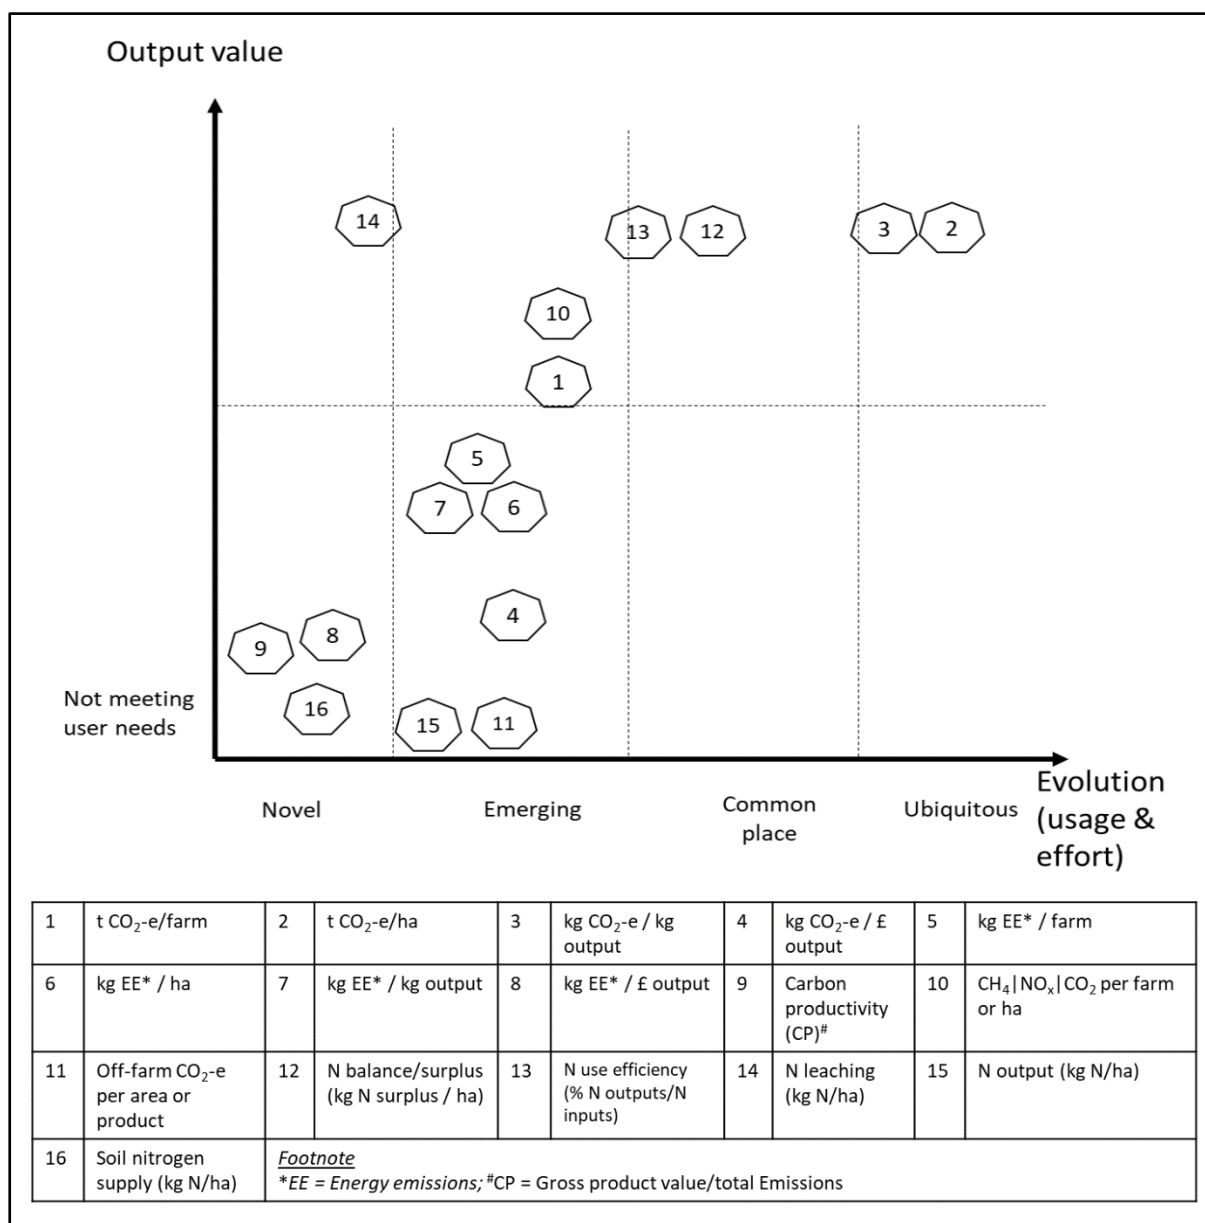 Output value
14
13
12
3
2
10
1
5
7
6
4
9
8
16
15
11
Not meeting
user needs
Novel
Emerging
Common
place
Ubiquitous
Evolution
(usage &
effort)
1
t CO₂-e/farm
2
t CO₂-e/ha
3
kg CO₂-e / kg
output
4
kg CO₂-e / £
output
5
kg EE* / farm
6
kg EE* / ha
7
kg EE* / kg output
8
kg EE* / £ output
9
Carbon
productivity
(CP)#
10
CH₄|NOₓ|CO₂ per farm
or ha
11
Off-farm CO₂-e
per area or
product
12
N balance/surplus
(kg N surplus / ha)
13
N use efficiency
(% N outputs/N
inputs)
14
N leaching
(kg N/ha)
15
N output (kg N/ha)
16
Soil nitrogen
supply (kg N/ha)
Footnote
*EE = Energy emissions; #CP = Gross product value/total Emissions